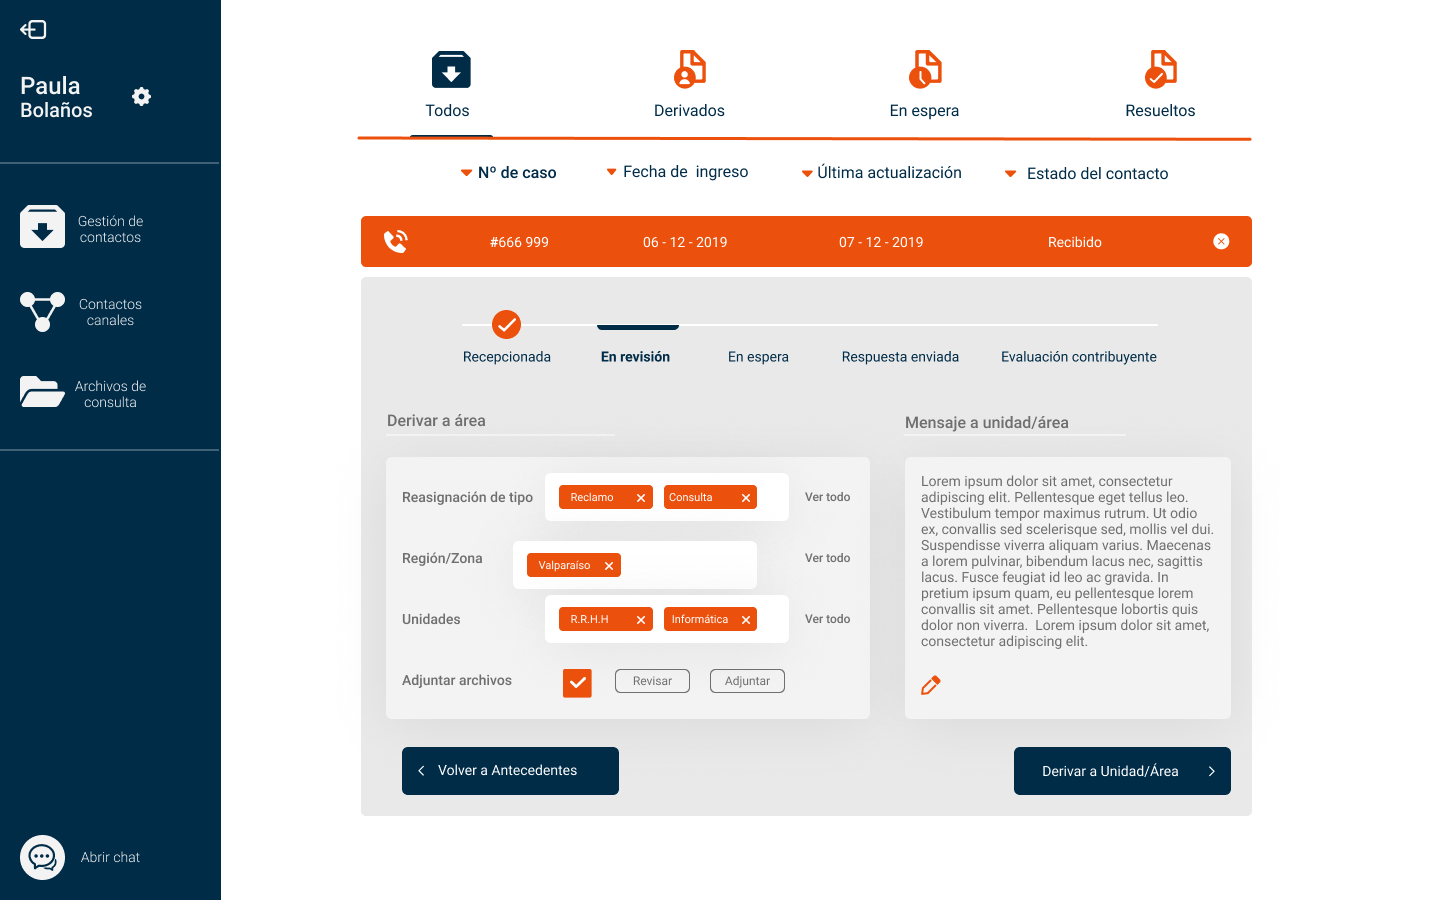 Paula
Bolaños
Gestión de
contactos
Contactos
canales
Archivos de
consulta
Abrir chat
Todos
Derivados
En espera
Resueltos
Nº de caso
Fecha de ingreso
Última actualización
Estado del contacto
#666 999
06 - 12 - 2019
07 - 12 - 2019
Recibido
Recepcionada
En revisión
En espera
Respuesta enviada
Evaluación contribuyente
Derivar a área
Reasignación de tipo
Reclamo
Consulta
Ver todo
Región/Zona
Valparaíso
Ver todo
Unidades
R.R.H.H
Informática
Ver todo
Adjuntar archivos
Revisar
Adjuntar
Mensaje a unidad/área
Lorem ipsum dolor sit amet, consectetur
adipiscing elit. Pellentesque eget tellus leo.
Vestibulum tempor maximus rutrum. Ut odio
ex, convallis sed scelerisque sed, mollis vel dui.
Suspendisse viverra aliquam varius. Maecenas
a lorem pulvinar, bibendum lacus nec, sagittis
lacus. Fusce feugiat id leo ac gravida. In
pretium ipsum quam, eu pellentesque lorem
convallis sit amet. Pellentesque lobortis quis
dolor non viverra. Lorem ipsum dolor sit amet,
consectetur adipiscing elit.
Volver a Antecedentes
Derivar a Unidad/Área